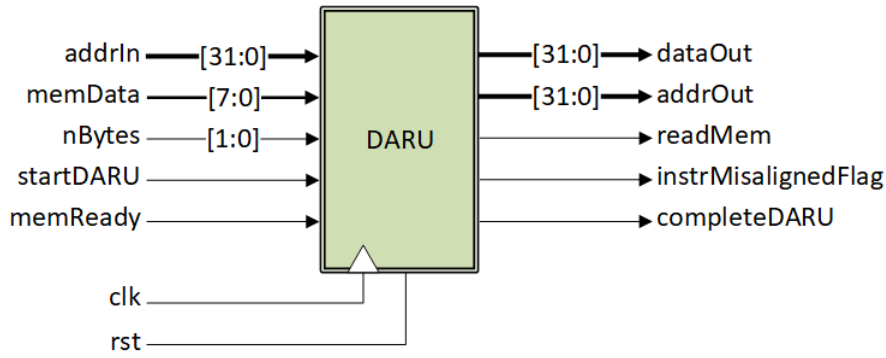 addrIn [31:0] [31:0] dataOut
memData [7:0] [31:0] addrOut
nBytes [1:0] DARU readMem
startDARU instrMisalignedFlag
memReady completeDARU
clk
rst